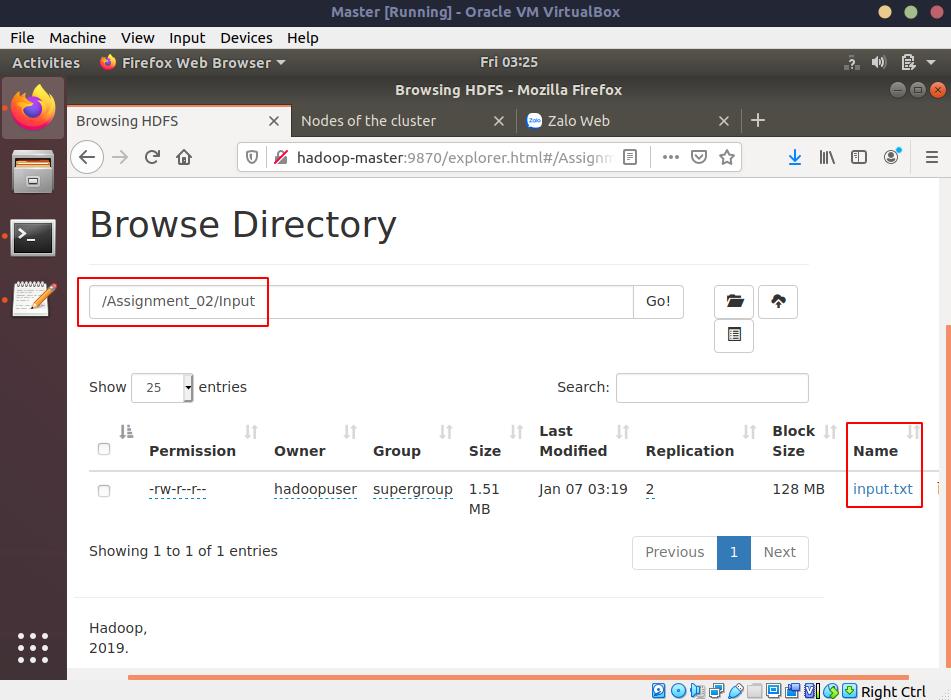 Master [Running] - Oracle VM VirtualBox
File Machine View Input Devices Help
Activities Firefox Web Browser Fri 03:25
Browsing HDFS - Mozilla Firefox
Browsing HDFS Nodes of the cluster Zalo Zalo Web
hadoop-master:9870/explorer.html#/Assignm
Browse Directory
/Assignment_02/Input Go!
Show 25 entries Search:
Permission Owner Group Size Last Modified Replication Block Size Name
-rw-r--r-- hadoopuser supergroup 1.51 MB Jan 07 03:19 2 128 MB input.txt
Showing 1 to 1 of 1 entries Previous 1 Next
Hadoop,
2019.
Right Ctrl